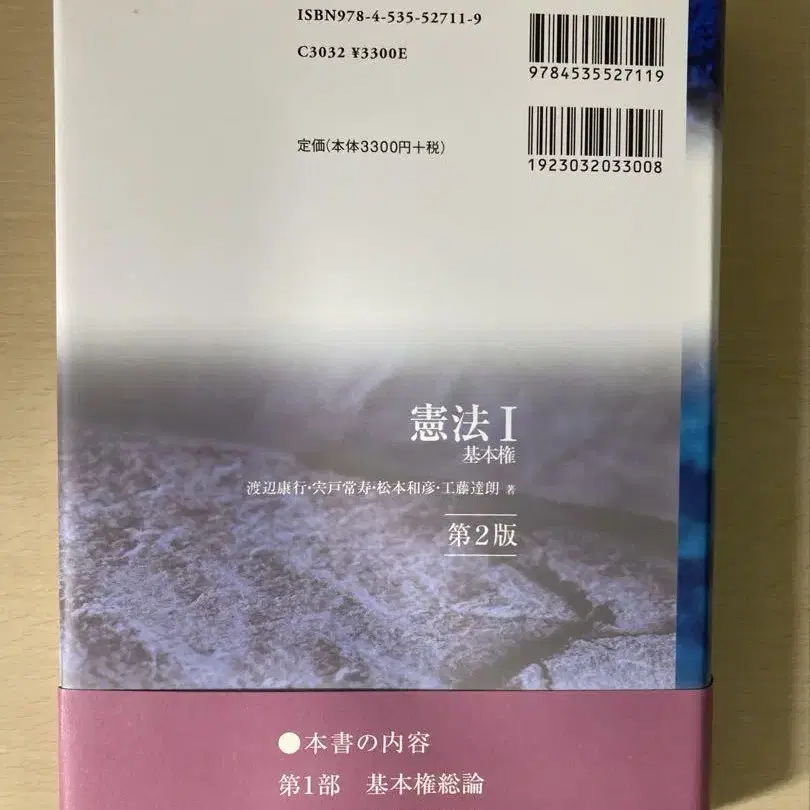 ISBN978-4-535-52711-9
C3032 ¥3300E
定価(本体3300円+税)
9784535527119
1923032033008
憲法I
基本権
渡辺康行・宍戸常寿・松本和彦・工藤達朗 著
第2版
●本書の内容
第1部 基本権総論